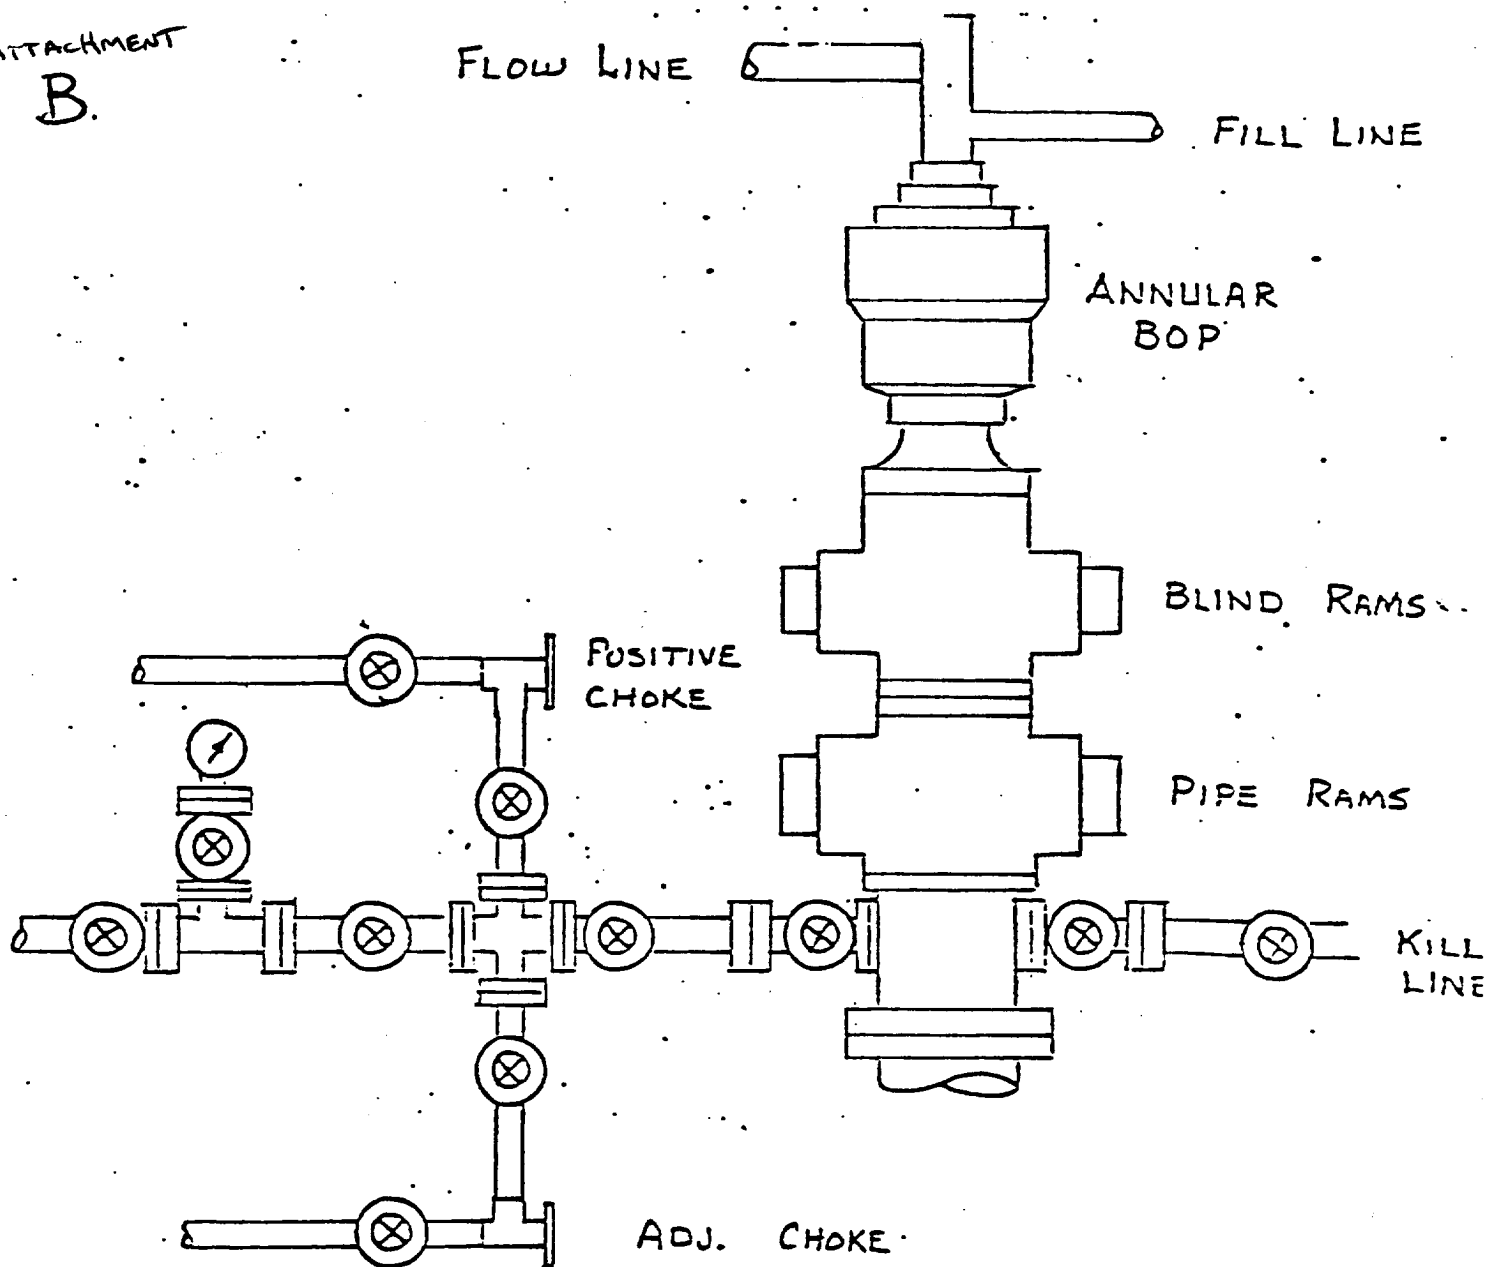 ATTACHMENT
B.
FLOW LINE
FILL LINE
ANNULAR
BOP
BLIND RAMS
POSITIVE
CHOKE
PIPE RAMS
KILL
LINE
ADJ. CHOKE